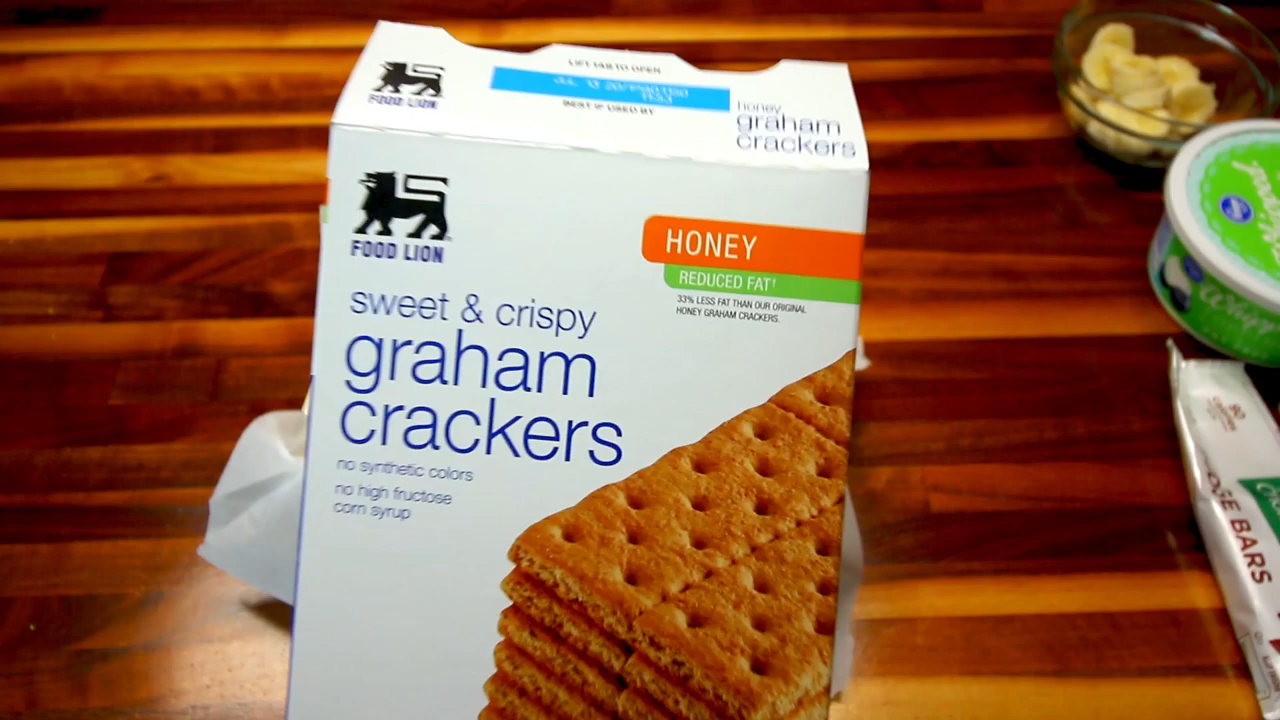 LIFT TAB TO OPEN
BEST IF USED BY
FOOD LION
honey
graham
crackers
FOOD LION
HONEY
REDUCED FAT†
33% LESS FAT THAN OUR ORIGINAL
HONEY GRAHAM CRACKERS.
sweet & crispy
graham
crackers
no synthetic colors
no high fructose
corn syrup
BARS